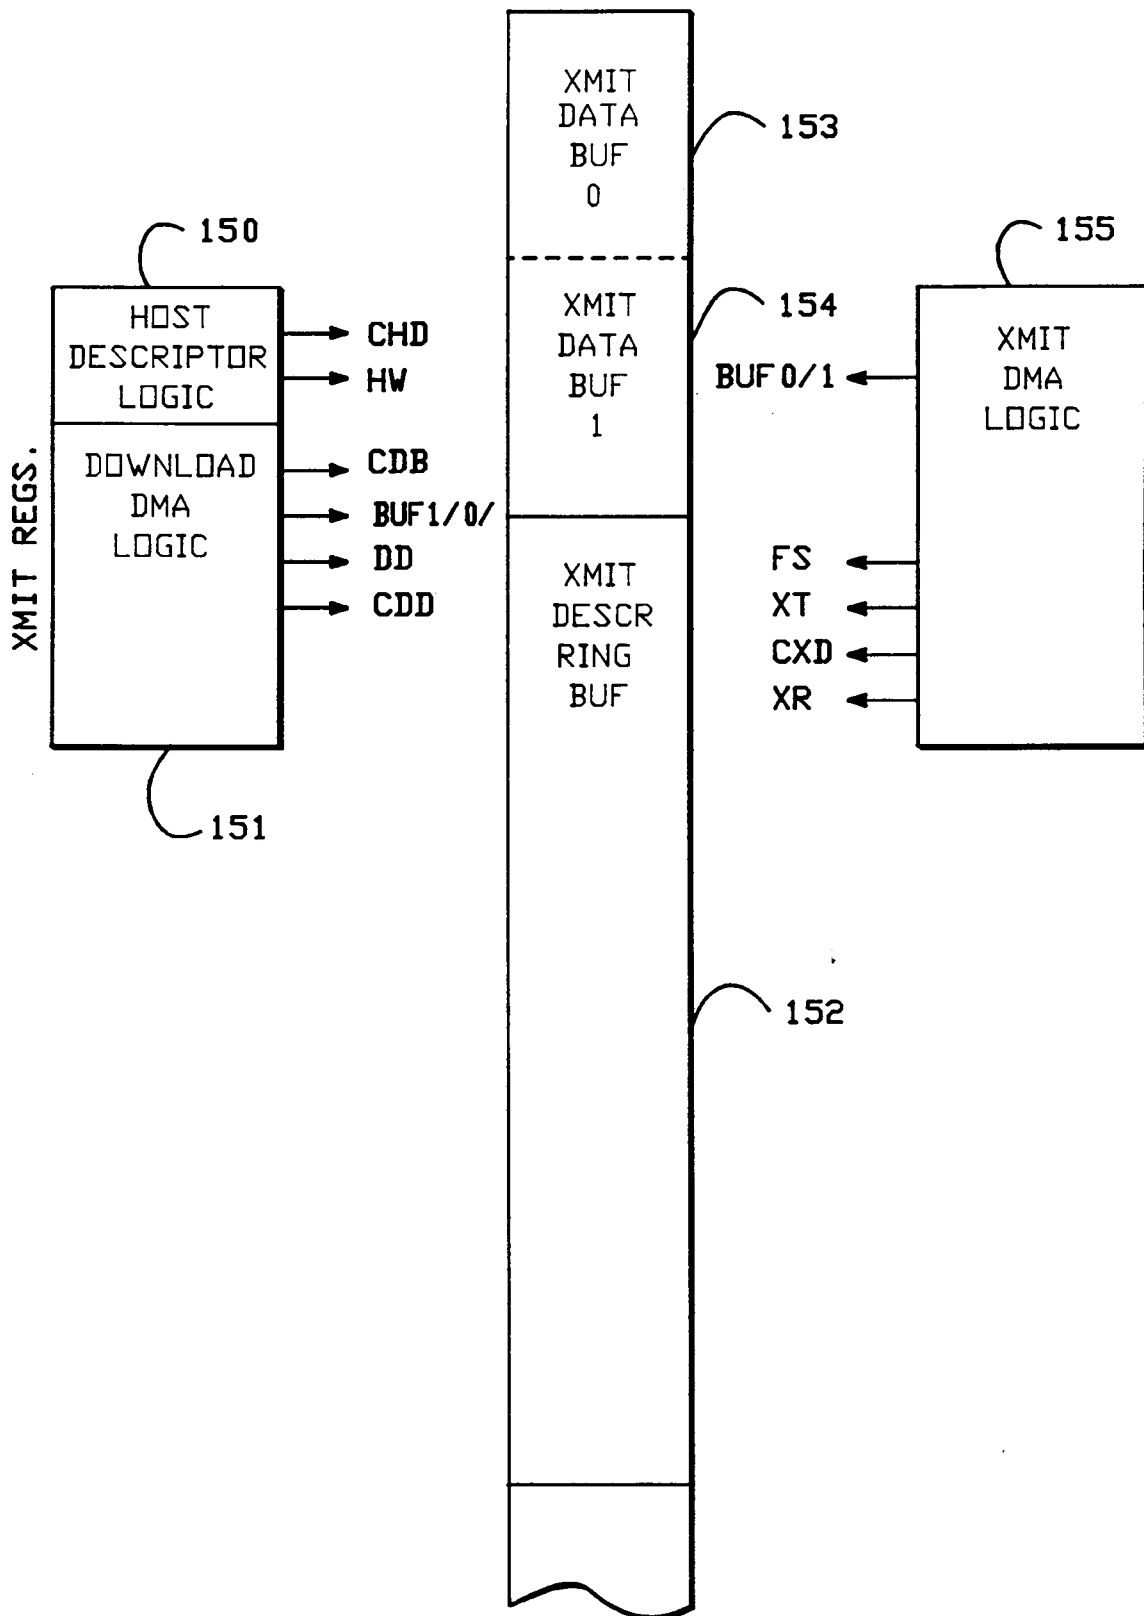 XMIT
DATA
BUF
0
153
150
HOST
DESCRIPTOR
LOGIC
CHD
HW
XMIT REGS.
DOWNLOAD
DMA
LOGIC
CDB
BUF1/0/
DD
CDD
151
XMIT
DATA
BUF
1
154
XMIT
DESCR
RING
BUF
152
155
XMIT
DMA
LOGIC
BUF0/1
FS
XT
CXD
XR